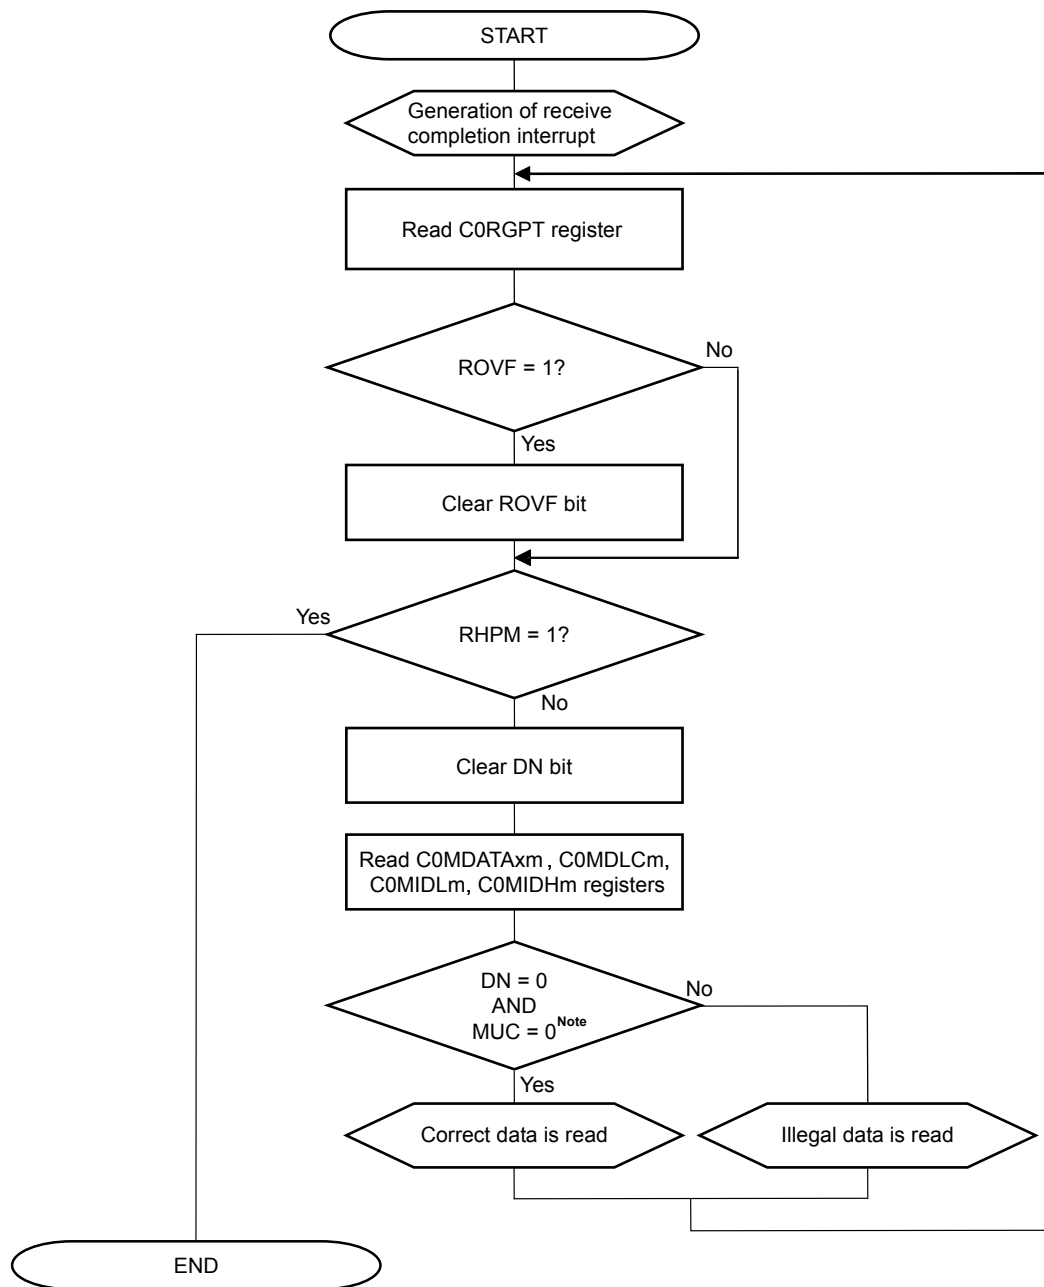 START
Generation of receive
completion interrupt
Read C0RGPT register
ROVF = 1?
No
Yes
Clear ROVF bit
Yes
RHPM = 1?
No
Clear DN bit
Read C0MDATAxm , C0MDLCm,
C0MIDLm, C0MIDHm registers
DN = 0
AND
MUC = 0Note
No
Yes
Correct data is read
Illegal data is read
END